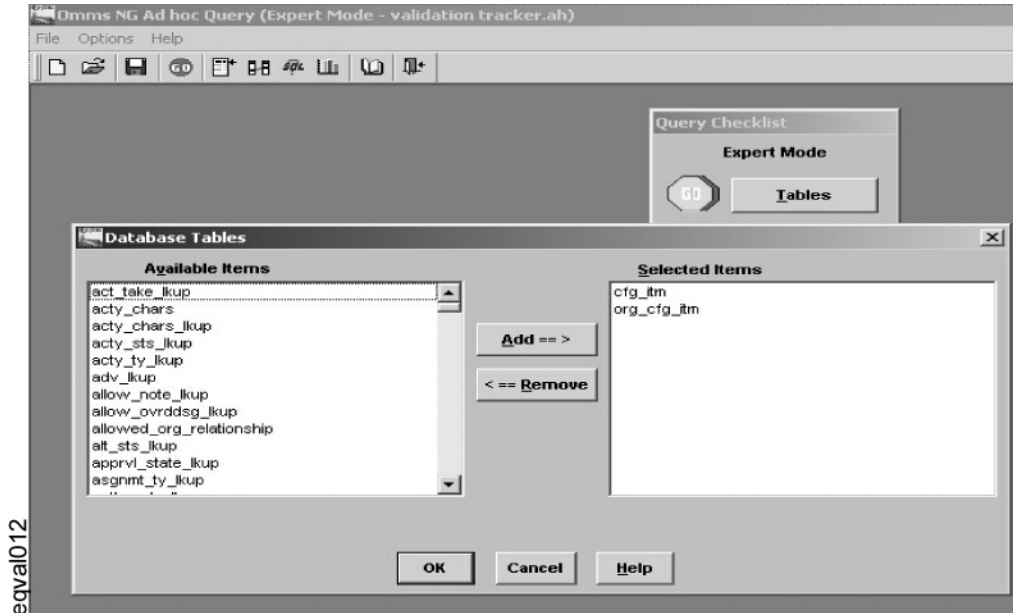 Omms NG Ad hoc Query (Expert Mode - validation tracker.ah)
File Options Help
GO
sql
Query Checklist
Expert Mode
GO
Tables
Database Tables
Available Items
Selected Items
act_take_lkup
acty_chars
acty_chars_lkup
acty_sts_lkup
acty_ty_lkup
adv_lkup
allow_note_lkup
allow_ovrddsg_lkup
allowed_org_relationship
alt_sts_lkup
apprvl_state_lkup
asgnmt_ty_lkup
cfg_itm
org_cfg_itm
Add == >
< == Remove
OK
Cancel
Help
eqval012